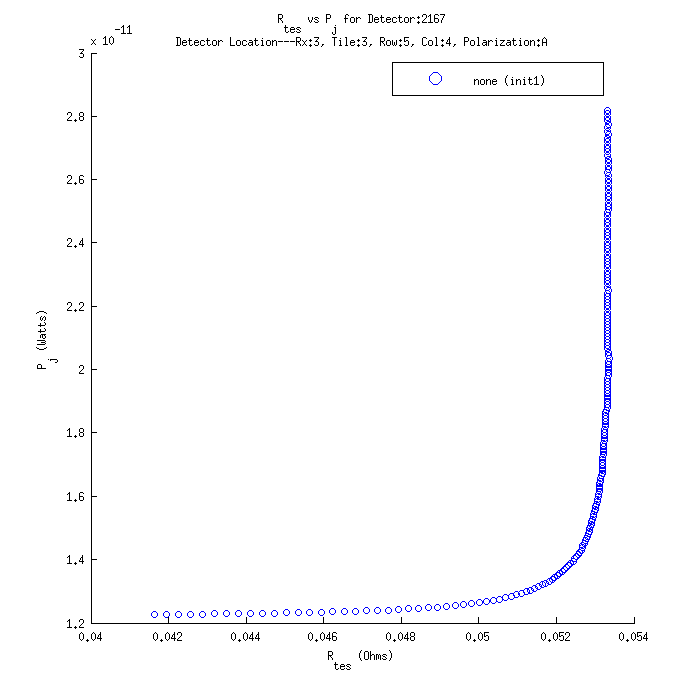 R_tes vs P_j for Detector:2167
x 10^-11
Detector Location---Rx:3, Tile:3, Row:5, Col:4, Polarization:A
none (init1)
3
2.8
2.6
2.4
2.2
2
1.8
1.6
1.4
1.2
P_j (Watts)
0.04 0.042 0.044 0.046 0.048 0.05 0.052 0.054
R_tes (Ohms)